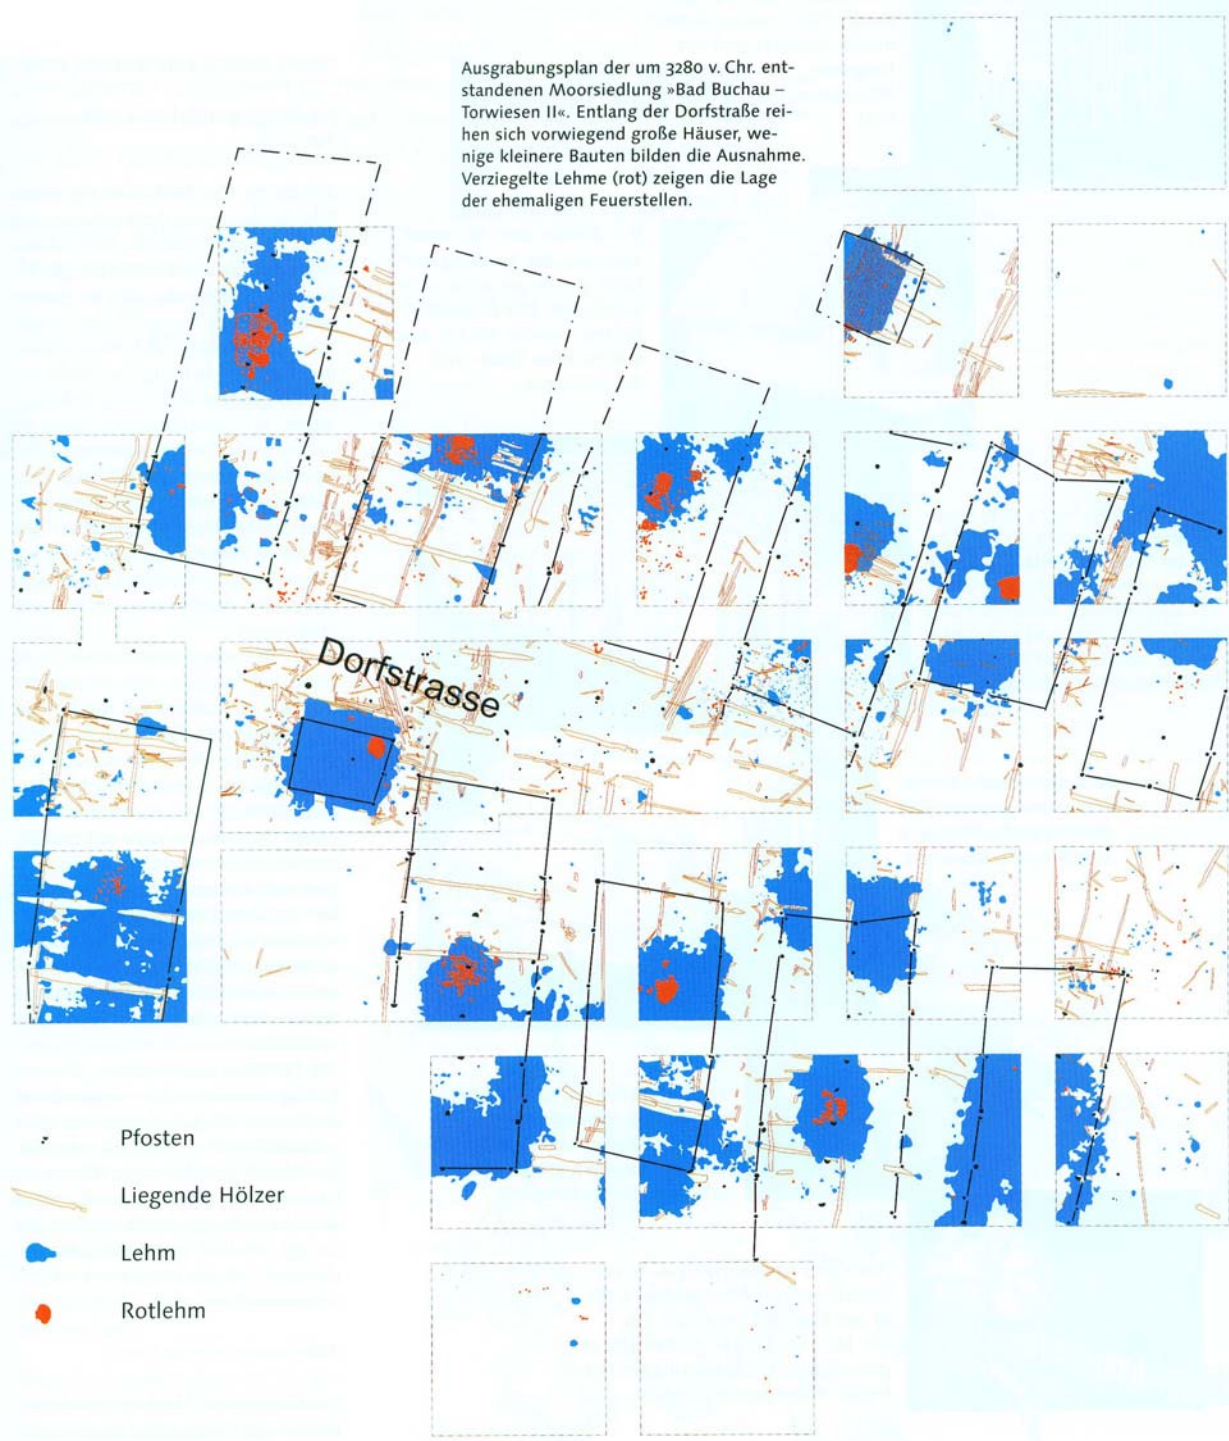 Ausgrabungsplan der um 3280 v. Chr. ent-
standenen Moorsiedlung »Bad Buchau –
Torwiesen II«. Entlang der Dorfstraße rei-
hen sich vorwiegend große Häuser, we-
nige kleinere Bauten bilden die Ausnahme.
Verziegelte Lehme (rot) zeigen die Lage
der ehemaligen Feuerstellen.
Dorfstrasse
Pfosten
Liegende Hölzer
Lehm
Rotlehm